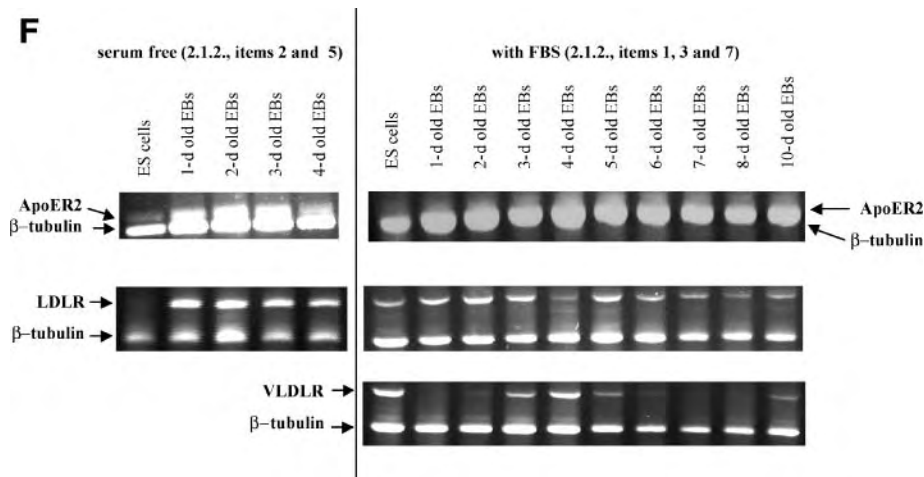 F
serum free (2.1.2., items 2 and 5)
ES cells
1-d old EBs
2-d old EBs
3-d old EBs
4-d old EBs
with FBS (2.1.2., items 1, 3 and 7)
ES cells
1-d old EBs
2-d old EBs
3-d old EBs
4-d old EBs
5-d old EBs
6-d old EBs
7-d old EBs
8-d old EBs
10-d old EBs
ApoER2
β–tubulin
ApoER2
β–tubulin
LDLR
β–tubulin
VLDLR
β–tubulin